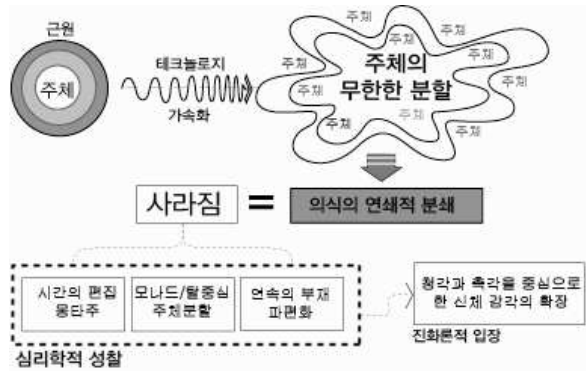 근원
주체
테크놀로지
가속화
주체
주체
주체
주체
주체
주체
주체의
무한한 분할
주체
주체
주체
주체
주체
사라짐 = 의식의 연쇄적 분쇄
시간의 편집
몽타주
모나드/탈중심
주체분할
연속의 부재
파편화
청각과 촉각을 중심으로
한 신체 감각의 확장
심리학적 성찰
진화론적 입장